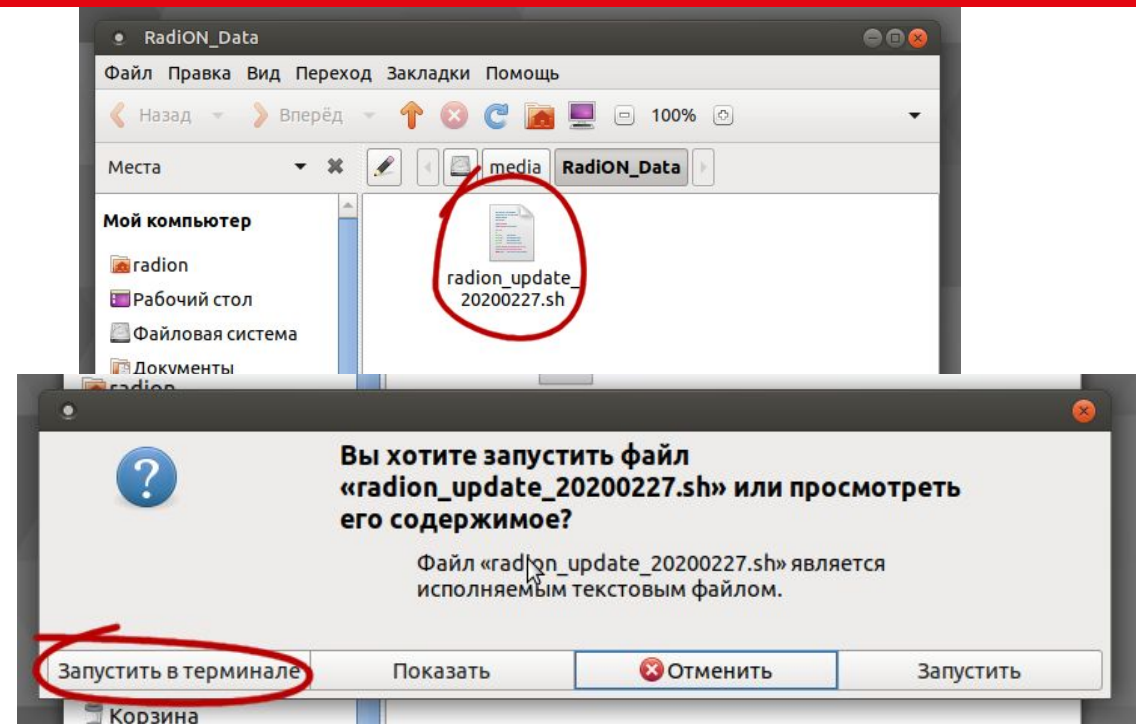 RadiON_Data
Файл Правка Вид Переход Закладки Помощь
Назад Вперёд 100%
Места media RadiON_Data
Мой компьютер
radion
Рабочий стол
Файловая система
Документы
radion_update_
20200227.sh
radion
Вы хотите запустить файл
«radion_update_20200227.sh» или просмотреть
его содержимое?
Файл «radion_update_20200227.sh» является
исполняемым текстовым файлом.
Запустить в терминале Показать Отменить Запустить
Корзина